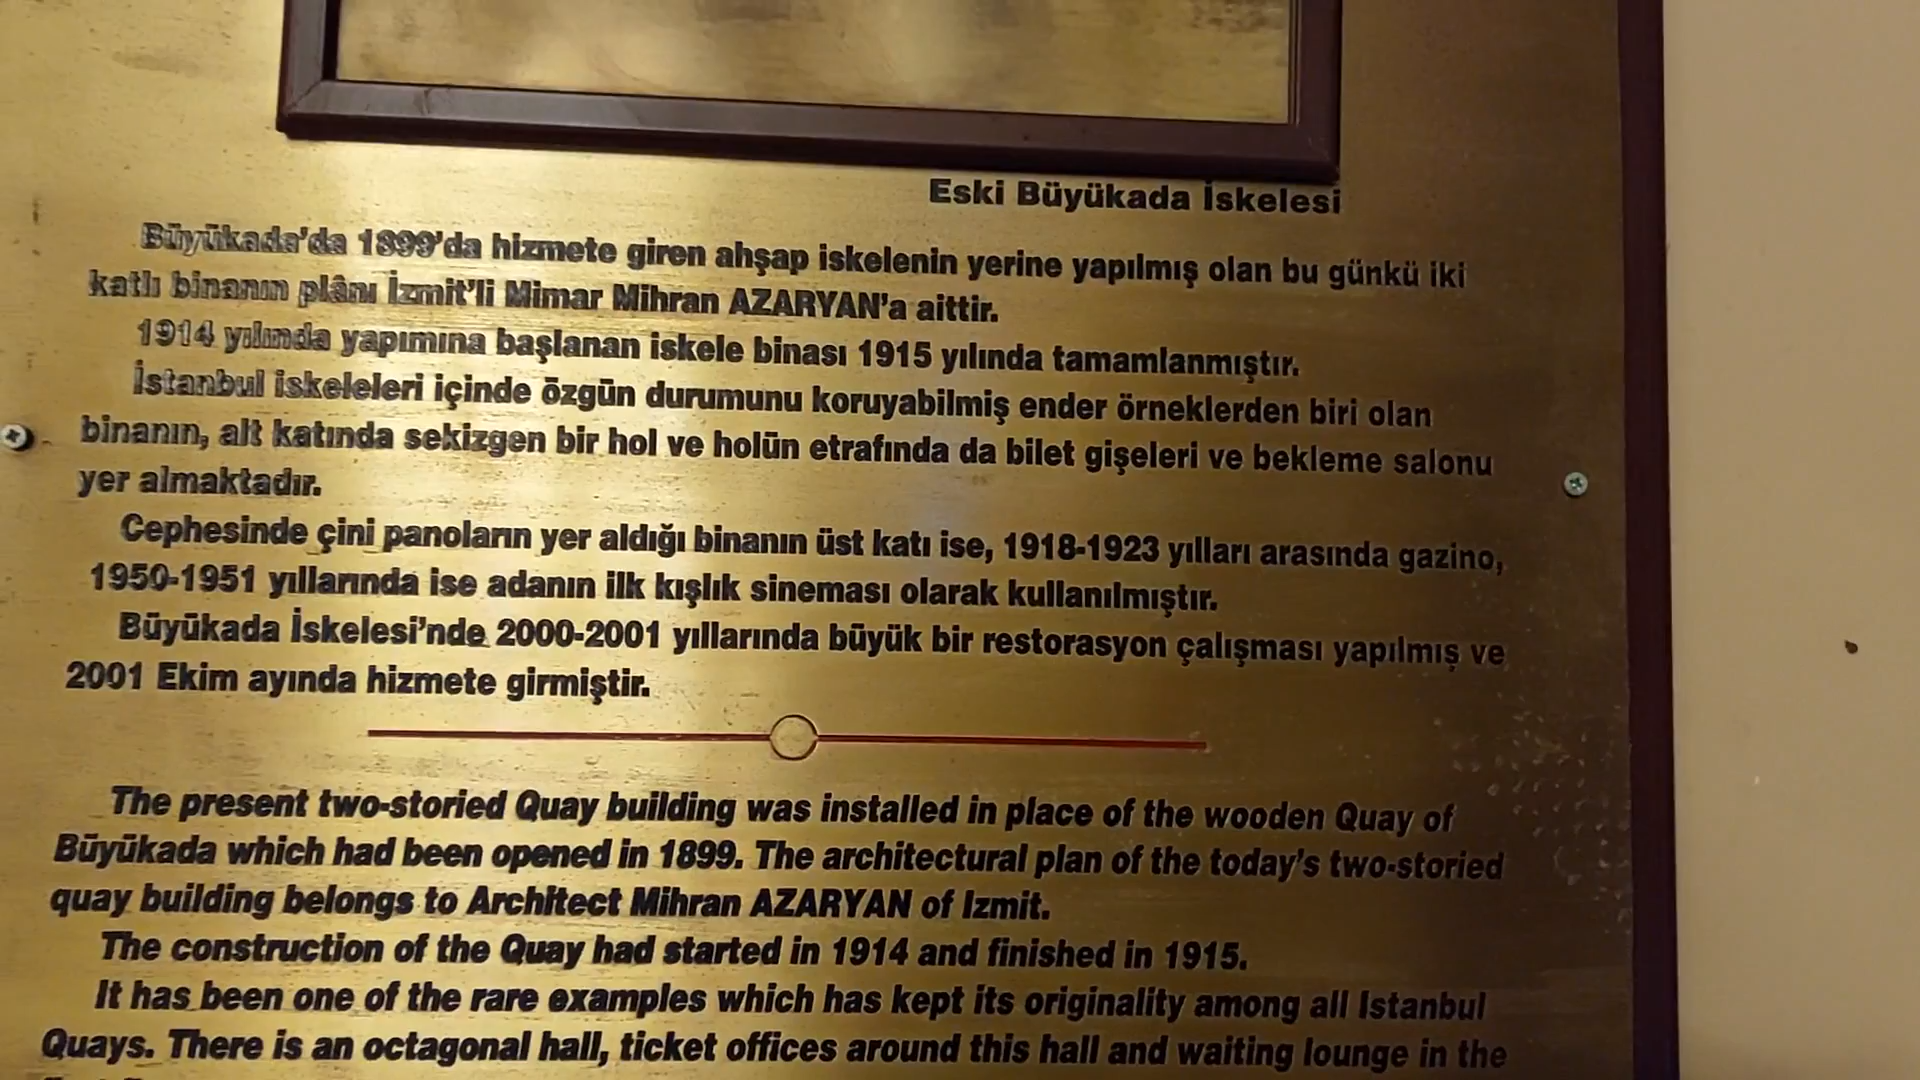 Eski Büyükada İskelesi
Büyükada'da 1899'da hizmete giren ahşap iskelenin yerine yapılmış olan bu günkü iki
katlı binanın plânı İzmit'li Mimar Mihran AZARYAN'a aittir.
1914 yılında yapımına başlanan iskele binası 1915 yılında tamamlanmıştır.
İstanbul iskeleleri içinde özgün durumunu koruyabilmiş ender örneklerden biri olan
binanın, alt katında sekizgen bir hol ve holün etrafında da bilet gişeleri ve bekleme salonu
yer almaktadır.
Cephesinde çini panoların yer aldığı binanın üst katı ise, 1918-1923 yılları arasında gazino,
1950-1951 yıllarında ise adanın ilk kışlık sineması olarak kullanılmıştır.
Büyükada İskelesi'nde 2000-2001 yıllarında büyük bir restorasyon çalışması yapılmış ve
2001 Ekim ayında hizmete girmiştir.
The present two-storied Quay building was installed in place of the wooden Quay of
Büyükada which had been opened in 1899. The architectural plan of the today's two-storied
quay building belongs to Architect Mihran AZARYAN of Izmit.
The construction of the Quay had started in 1914 and finished in 1915.
It has been one of the rare examples which has kept its originality among all Istanbul
Quays. There is an octagonal hall, ticket offices around this hall and waiting lounge in the